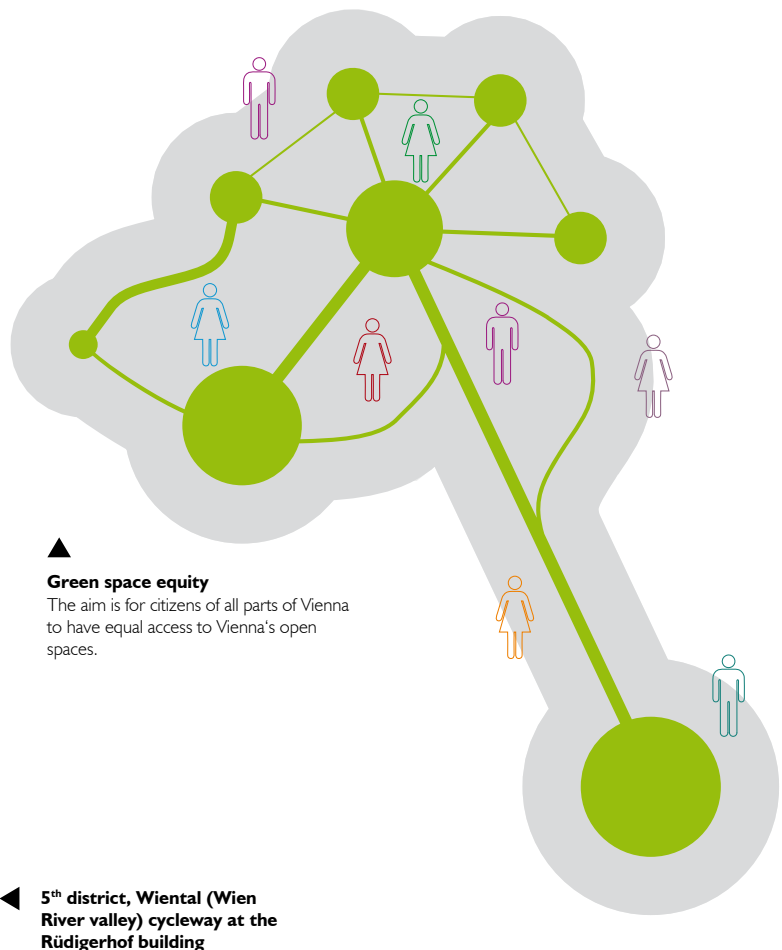 ▲
Green space equity
The aim is for citizens of all parts of Vienna
to have equal access to Vienna‘s open
spaces.
◀ 5th district, Wiental (Wien
River valley) cycleway at the
Rüdigerhof building